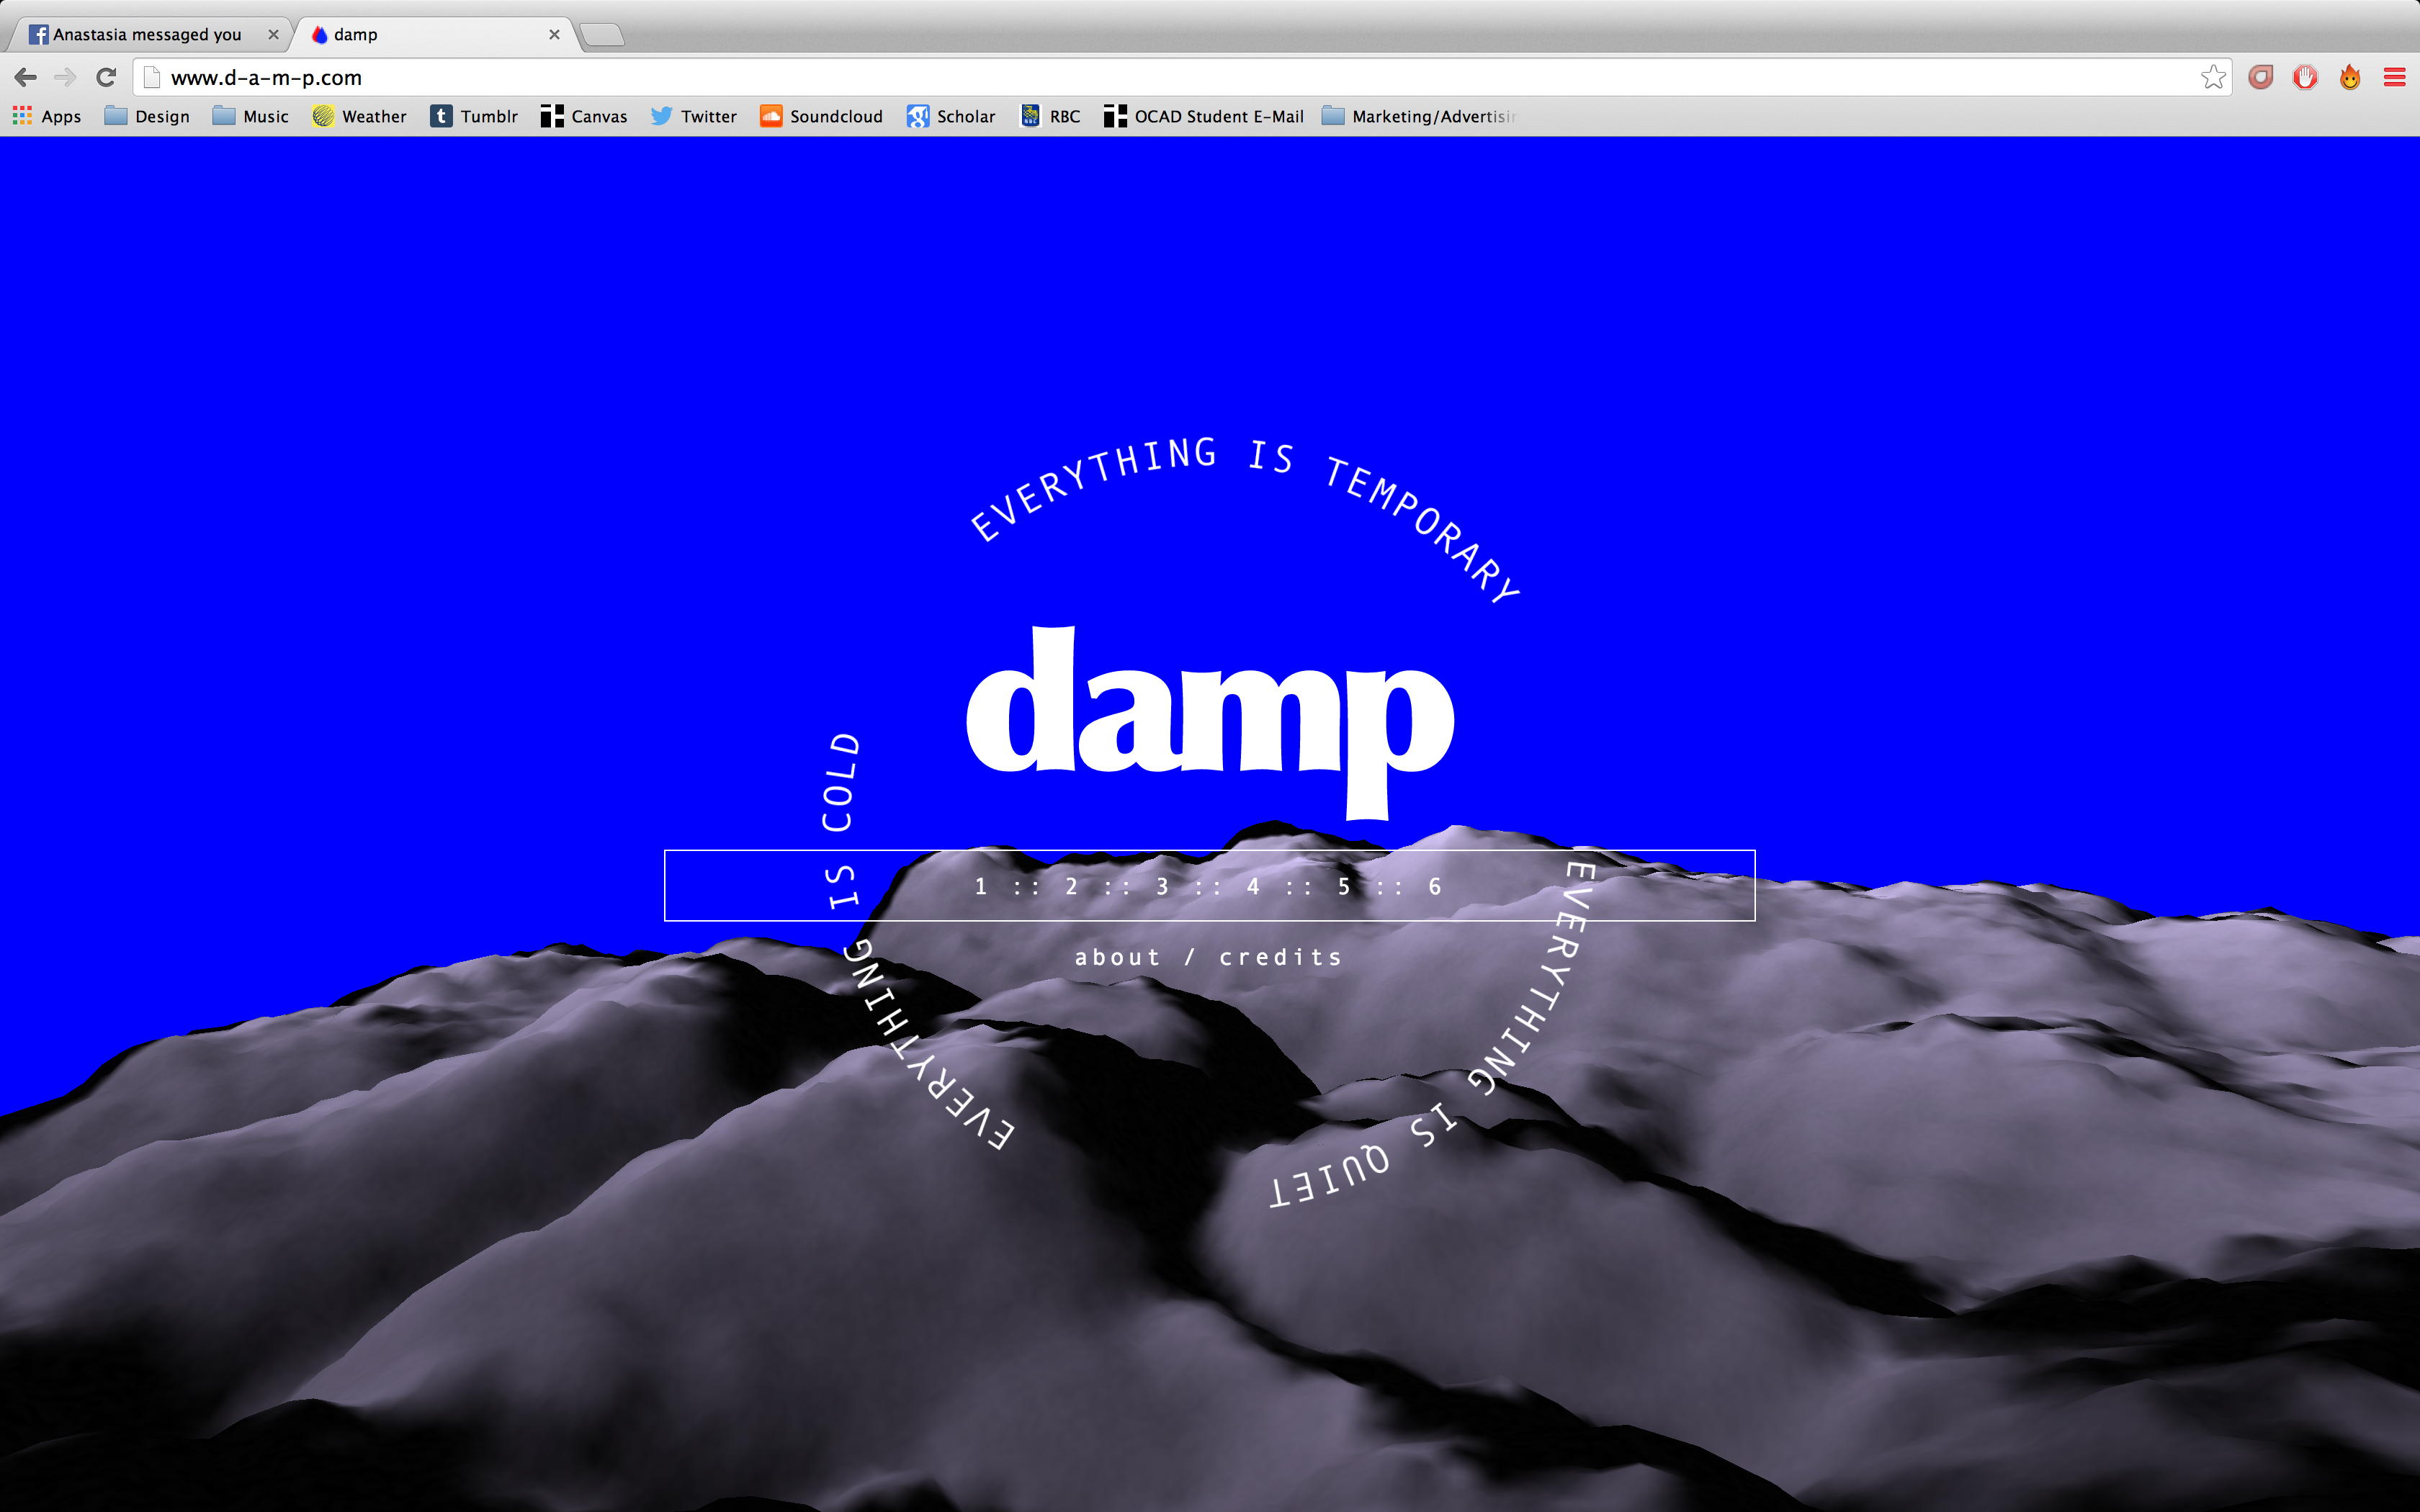 Anastasia messaged you
damp
www.d-a-m-p.com
Apps Design Music Weather Tumblr Canvas Twitter Soundcloud Scholar RBC OCAD Student E-Mail Marketing/Advertisin
EVERYTHING IS TEMPORARY
damp
EVERYTHING IS COLD
1 :: 2 :: 3 :: 4 :: 5 :: 6
EVERYTHING IS QUIET
about / credits